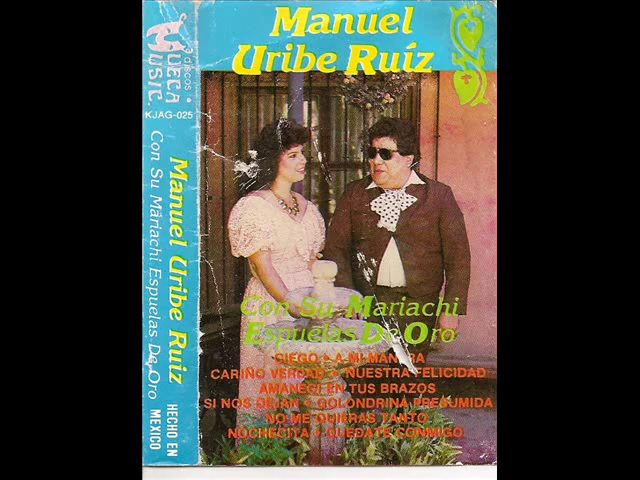 discos
MUECA
MUSIC.
KJAG-025
Manuel Uribe Ruiz
Con Su Mariachi Espuelas De Oro
HECHO EN
MEXICO
Manuel
Uribe Ruíz
Con Su Mariachi
Espuelas De Oro
CIEGO • A MI MANERA
CARIÑO VERDAD • NUESTRA FELICIDAD
AMANECI EN TUS BRAZOS
SI NOS DEJAN • GOLONDRINA PRESUMIDA
NO ME QUIERAS TANTO
NOCHECITA • QUEDATE CONMIGO